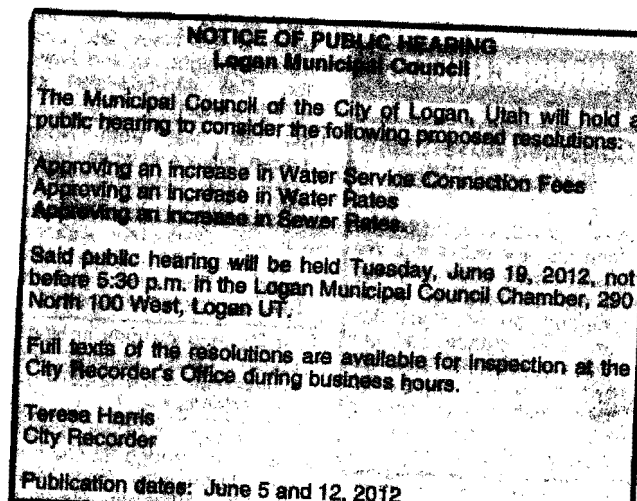 NOTICE OF PUBLIC HEARING
Logan Municipal Council
The Municipal Council of the City of Logan, Utah will hold a
public hearing to consider the following proposed resolutions:
Approving an increase in Water Service Connection Fees
Approving an increase in Water Rates
Approving an increase in Sewer Rates.
Said public hearing will be held Tuesday, June 19, 2012, not
before 5:30 p.m. in the Logan Municipal Council Chamber, 290
North 100 West, Logan UT.
Full texts of the resolutions are available for inspection at the
City Recorder's Office during business hours.
Teresa Harris
City Recorder
Publication dates: June 5 and 12, 2012